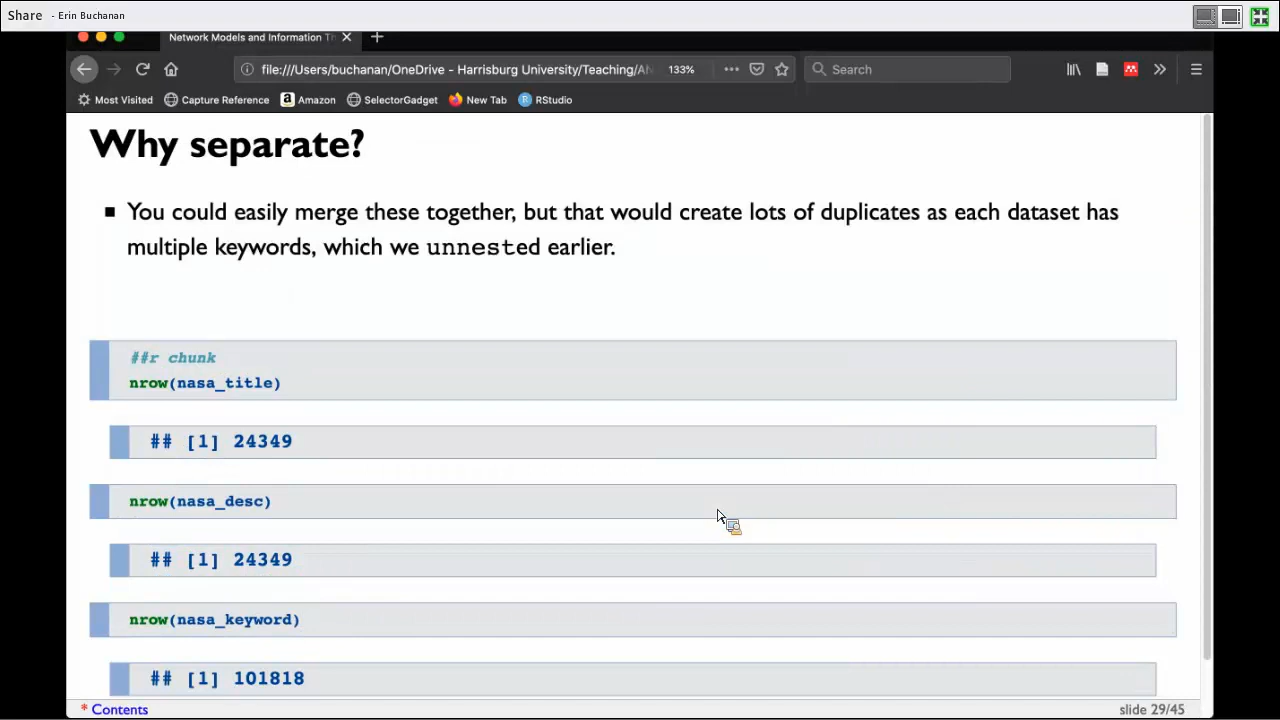 Share - Erin Buchanan
Network Models and Information Th
file:///Users/buchanan/OneDrive - Harrisburg University/Teaching/AN 133% Search
Most Visited Capture Reference Amazon SelectorGadget New Tab RStudio
Why separate?
You could easily merge these together, but that would create lots of duplicates as each dataset has
multiple keywords, which we unnested earlier.
##r chunk
nrow(nasa_title)
## [1] 24349
nrow(nasa_desc)
## [1] 24349
nrow(nasa_keyword)
## [1] 101818
* Contents slide 29/45